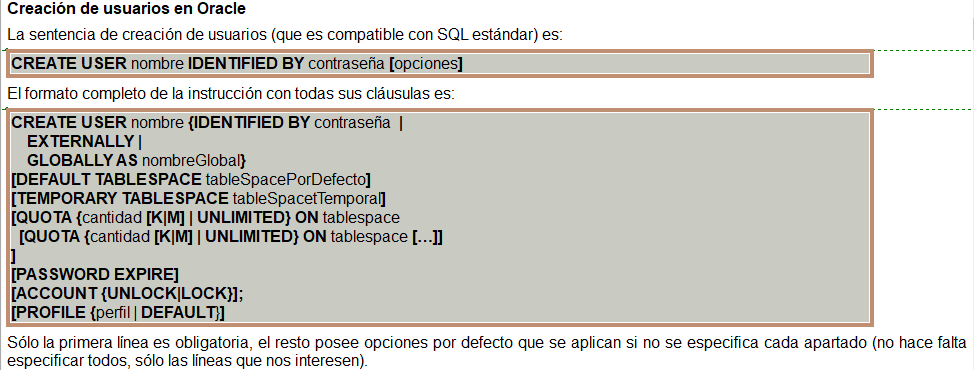 Creación de usuarios en Oracle
La sentencia de creación de usuarios (que es compatible con SQL estándar) es:
CREATE USER nombre IDENTIFIED BY contraseña [opciones]
El formato completo de la instrucción con todas sus cláusulas es:
CREATE USER nombre {IDENTIFIED BY contraseña |
EXTERNALLY |
GLOBALLY AS nombreGlobal}
[DEFAULT TABLESPACE tableSpacePorDefecto]
[TEMPORARY TABLESPACE tableSpacetTemporal]
[QUOTA {cantidad [K|M] | UNLIMITED} ON tablespace
[QUOTA {cantidad [K|M] | UNLIMITED} ON tablespace […]]
]
[PASSWORD EXPIRE]
[ACCOUNT {UNLOCK|LOCK}];
[PROFILE {perfil | DEFAULT}]
Sólo la primera línea es obligatoria, el resto posee opciones por defecto que se aplican si no se especifica cada apartado (no hace falta
especificar todos, sólo las líneas que nos interesen).